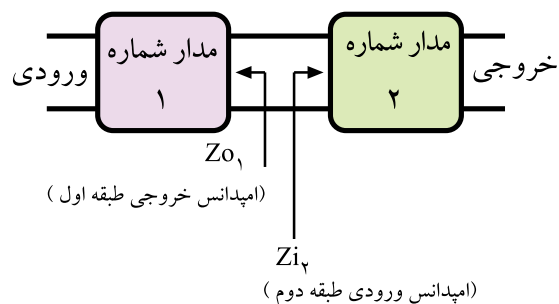 ورودی
مدار شماره
۱
مدار شماره
۲
خروجی
Zo۱
(امپدانس خروجی طبقه اول )
Zi۲
(امپدانس ورودی طبقه دوم )